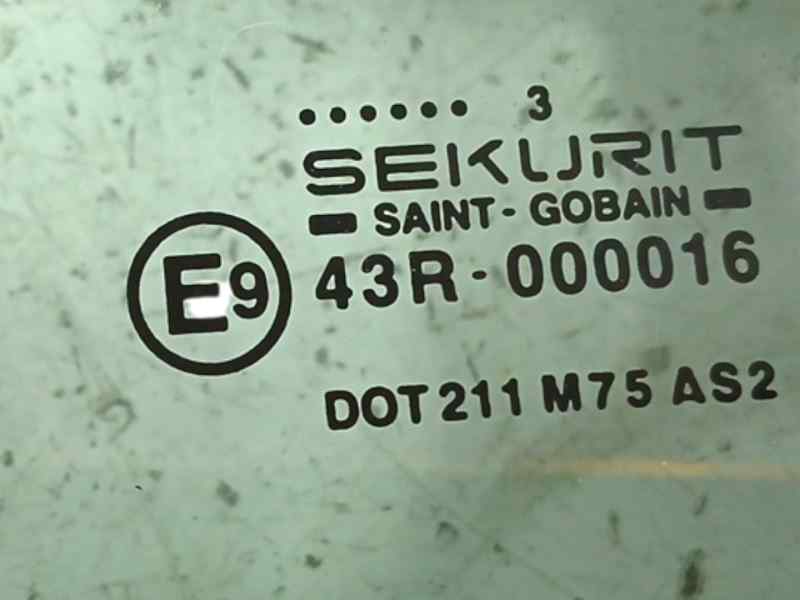 ...... 3
SEKURIT
SAINT-GOBAIN
E9 43R-000016
DOT 211 M75 AS2